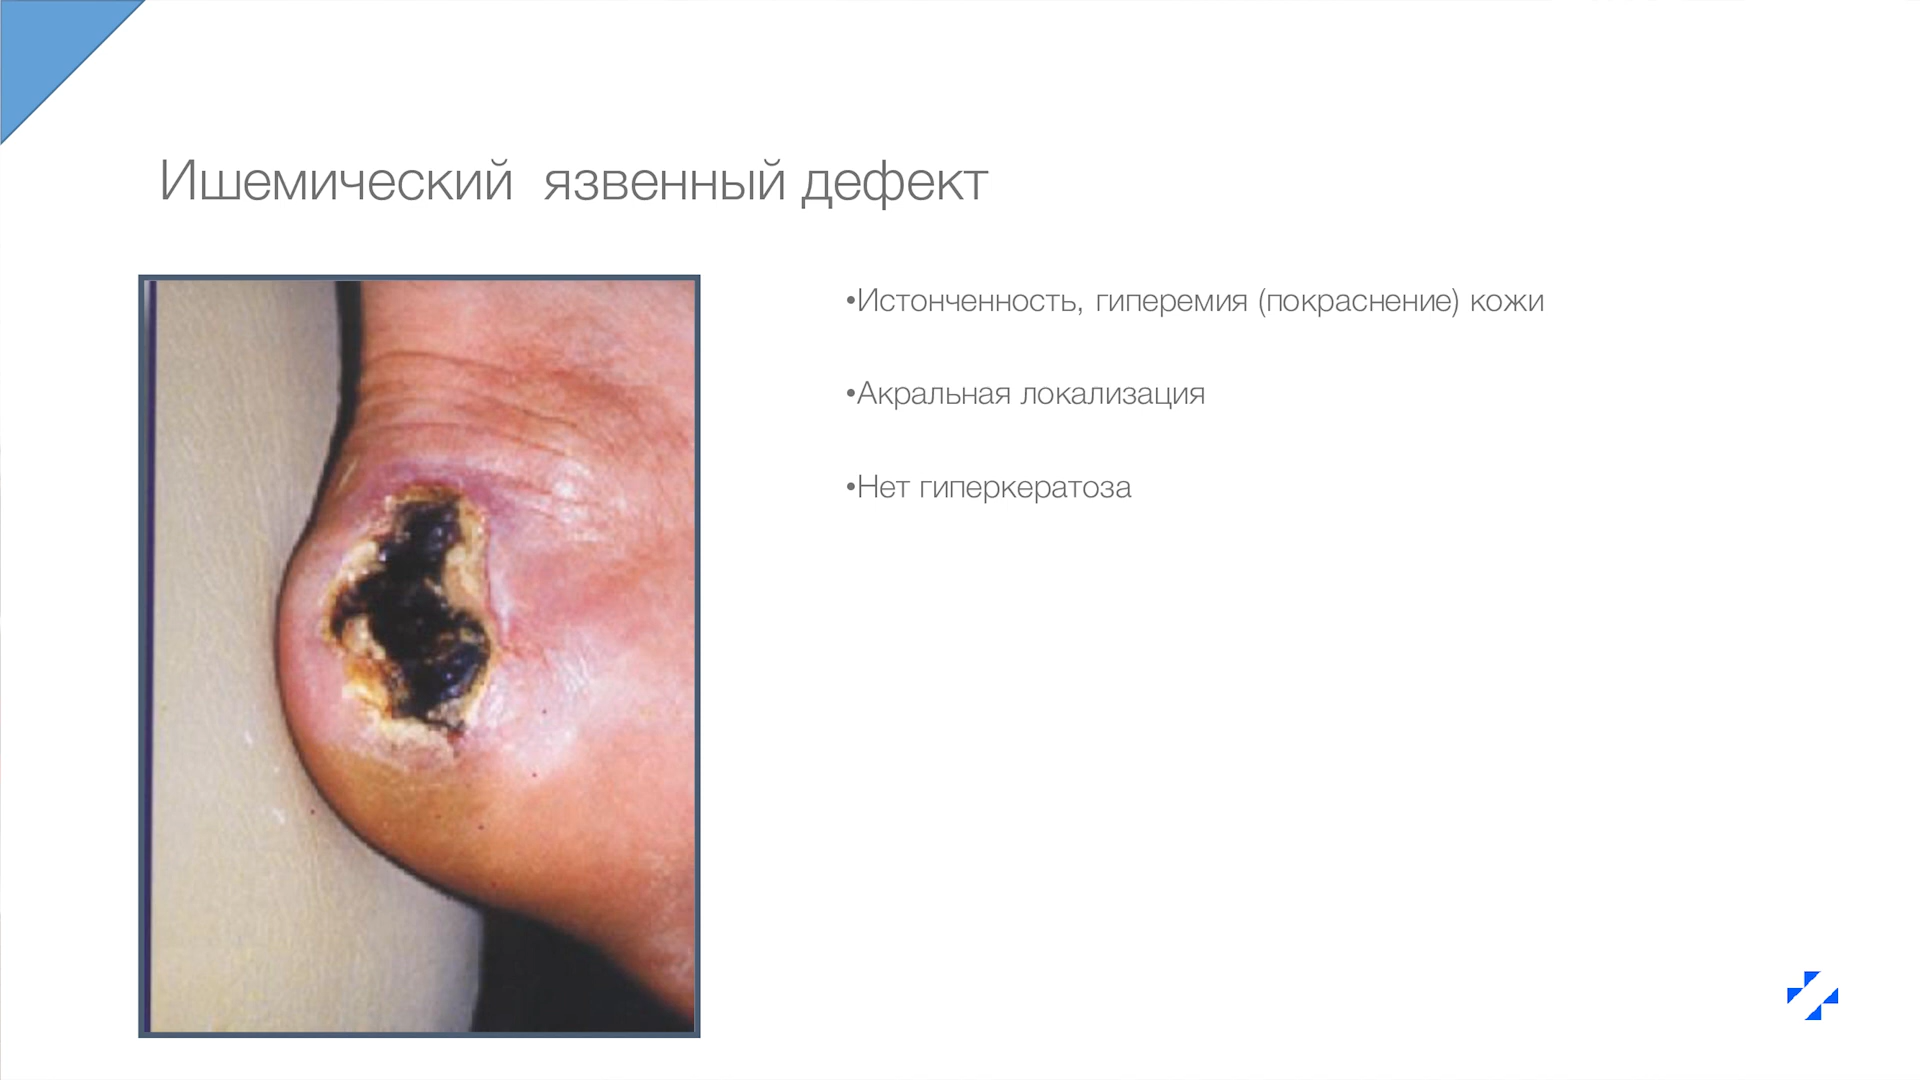 Ишемический  язвенный дефект
•Истонченность, гиперемия (покраснение) кожи
•Акральная локализация
•Нет гиперкератоза